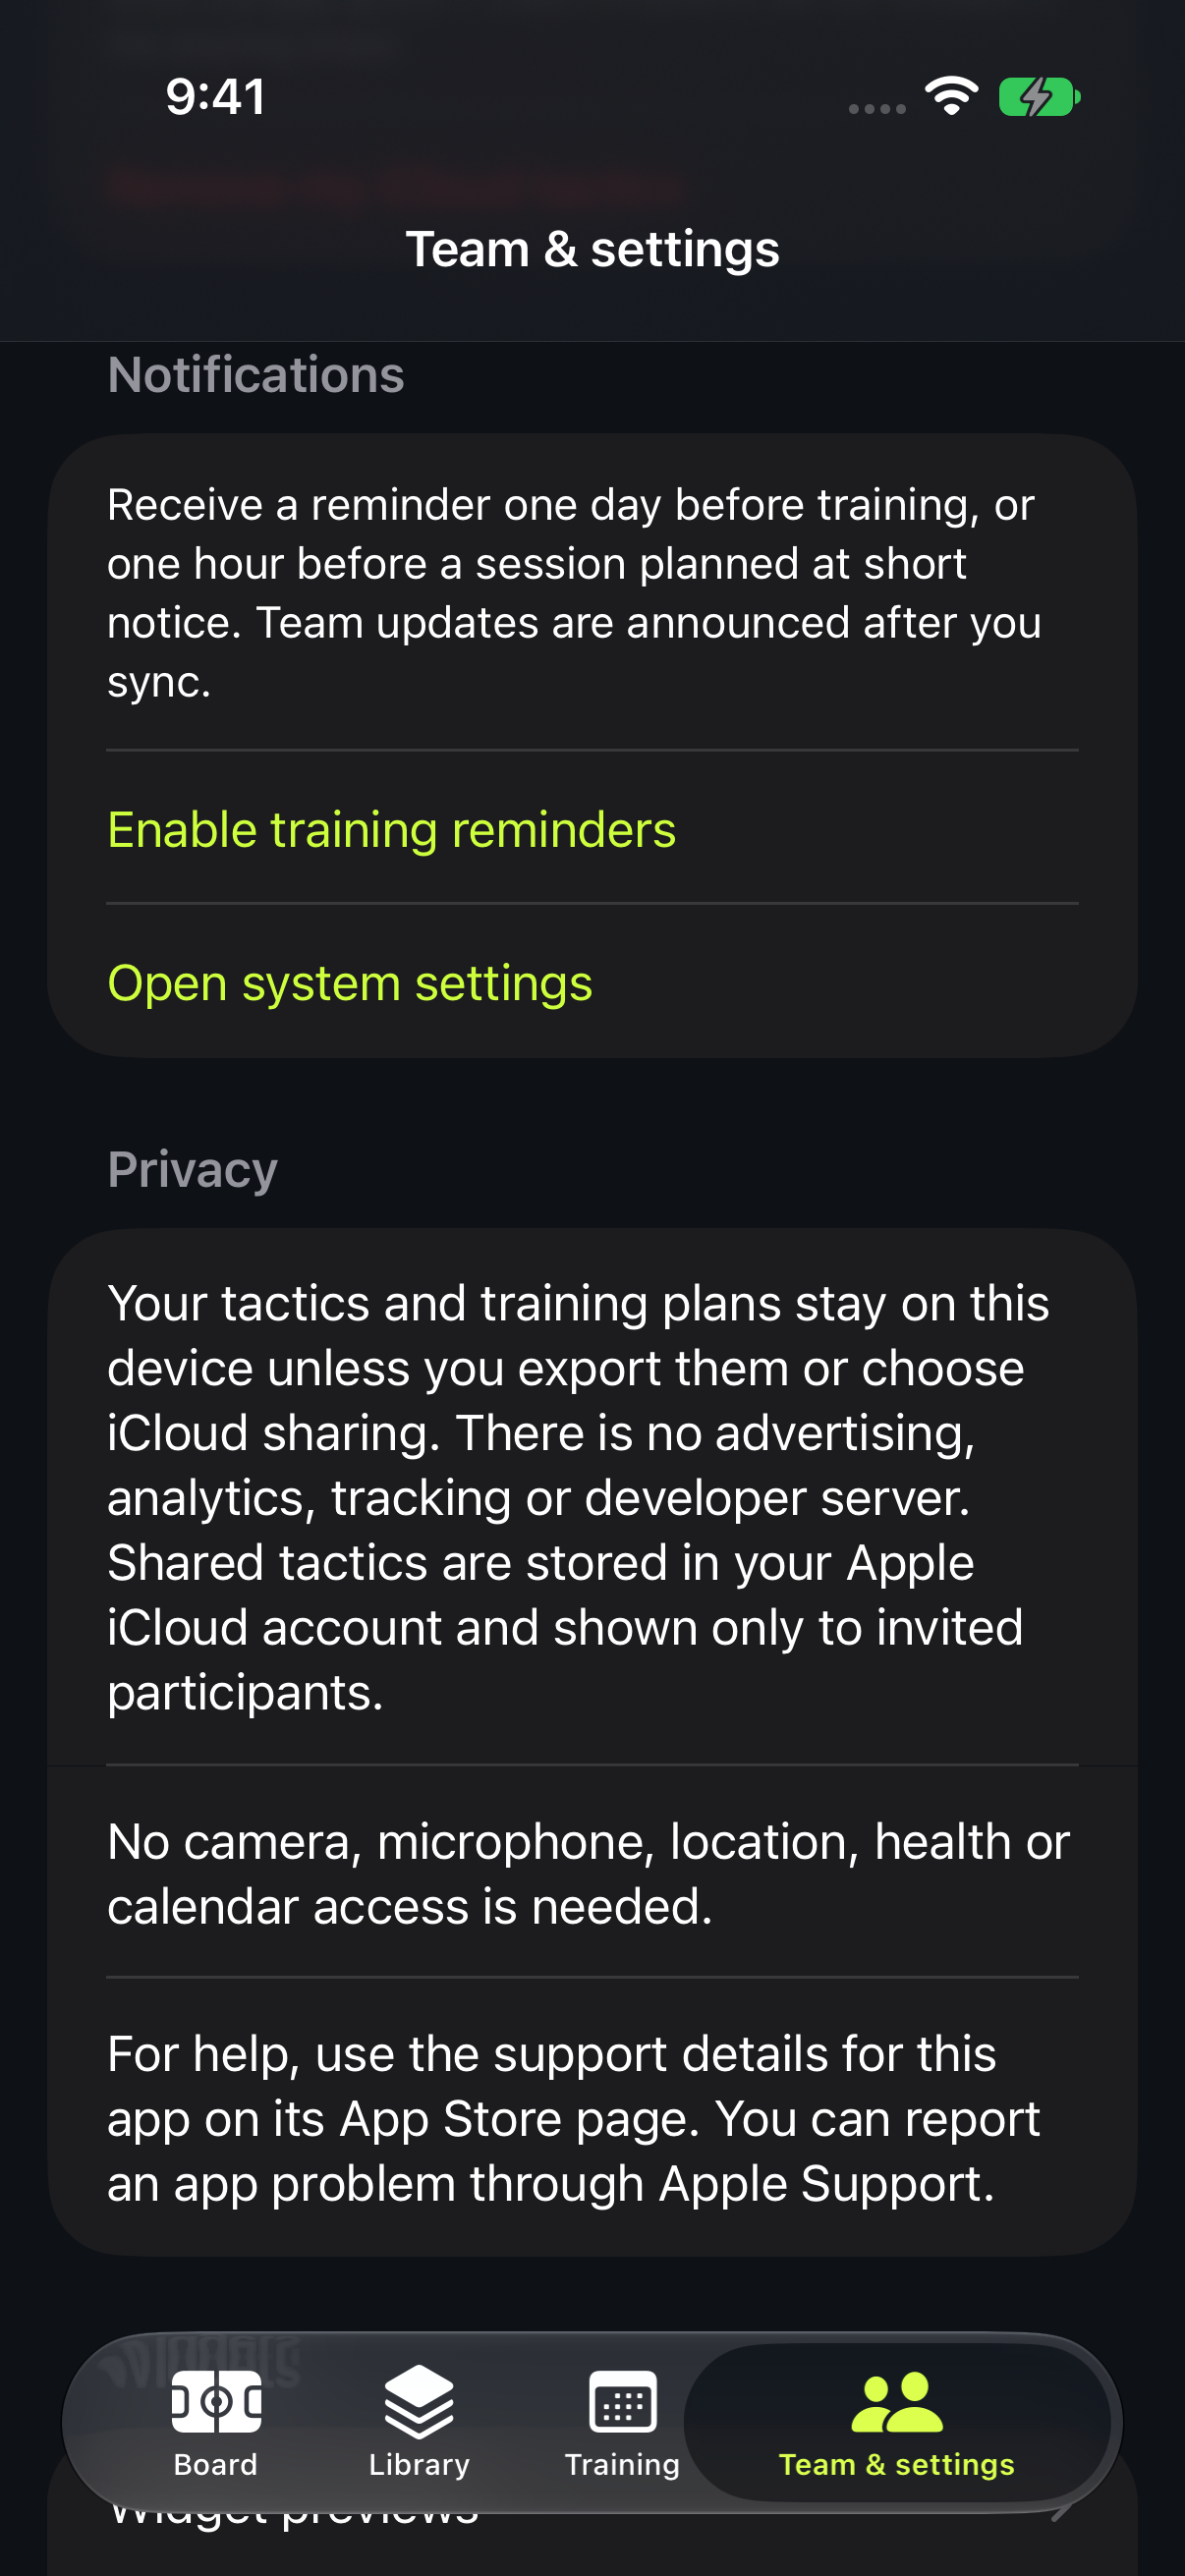 9:41
Team & settings
Notifications
Receive a reminder one day before training, or
one hour before a session planned at short
notice. Team updates are announced after you
sync.
Enable training reminders
Open system settings
Privacy
Your tactics and training plans stay on this
device unless you export them or choose
iCloud sharing. There is no advertising,
analytics, tracking or developer server.
Shared tactics are stored in your Apple
iCloud account and shown only to invited
participants.
No camera, microphone, location, health or
calendar access is needed.
For help, use the support details for this
app on its App Store page. You can report
an app problem through Apple Support.
Board
Library
Training
Team & settings
Widget previews